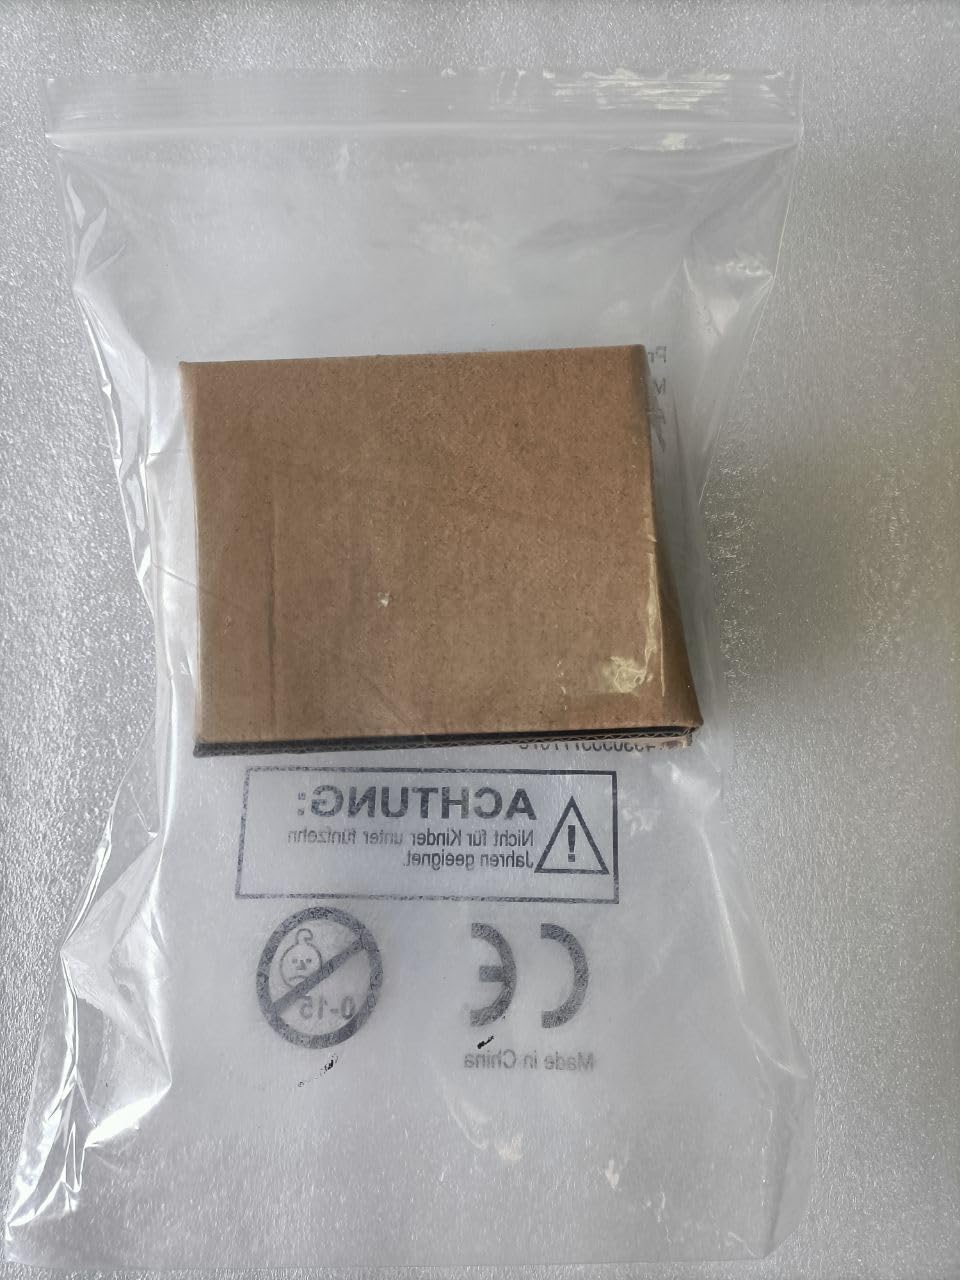 ACHTUNG:
Nicht für Kinder unter fünfzehn
Jahren geeignet.
0-15
CE
Made in China